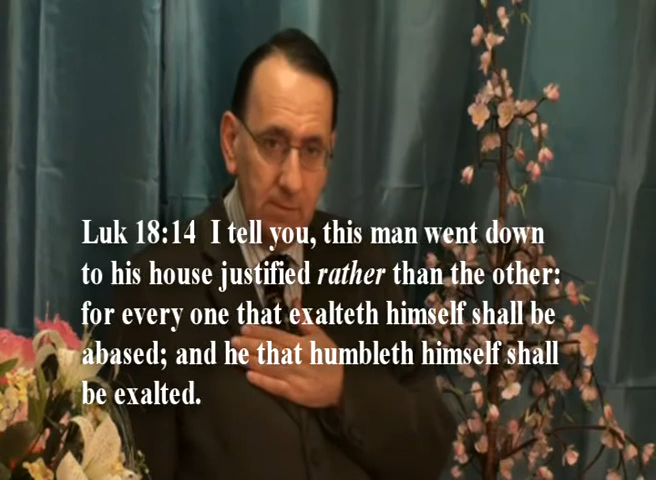 Luk 18:14  I tell you, this man went down
to his house justified rather than the other:
for every one that exalteth himself shall be
abased; and he that humbleth himself shall
be exalted.